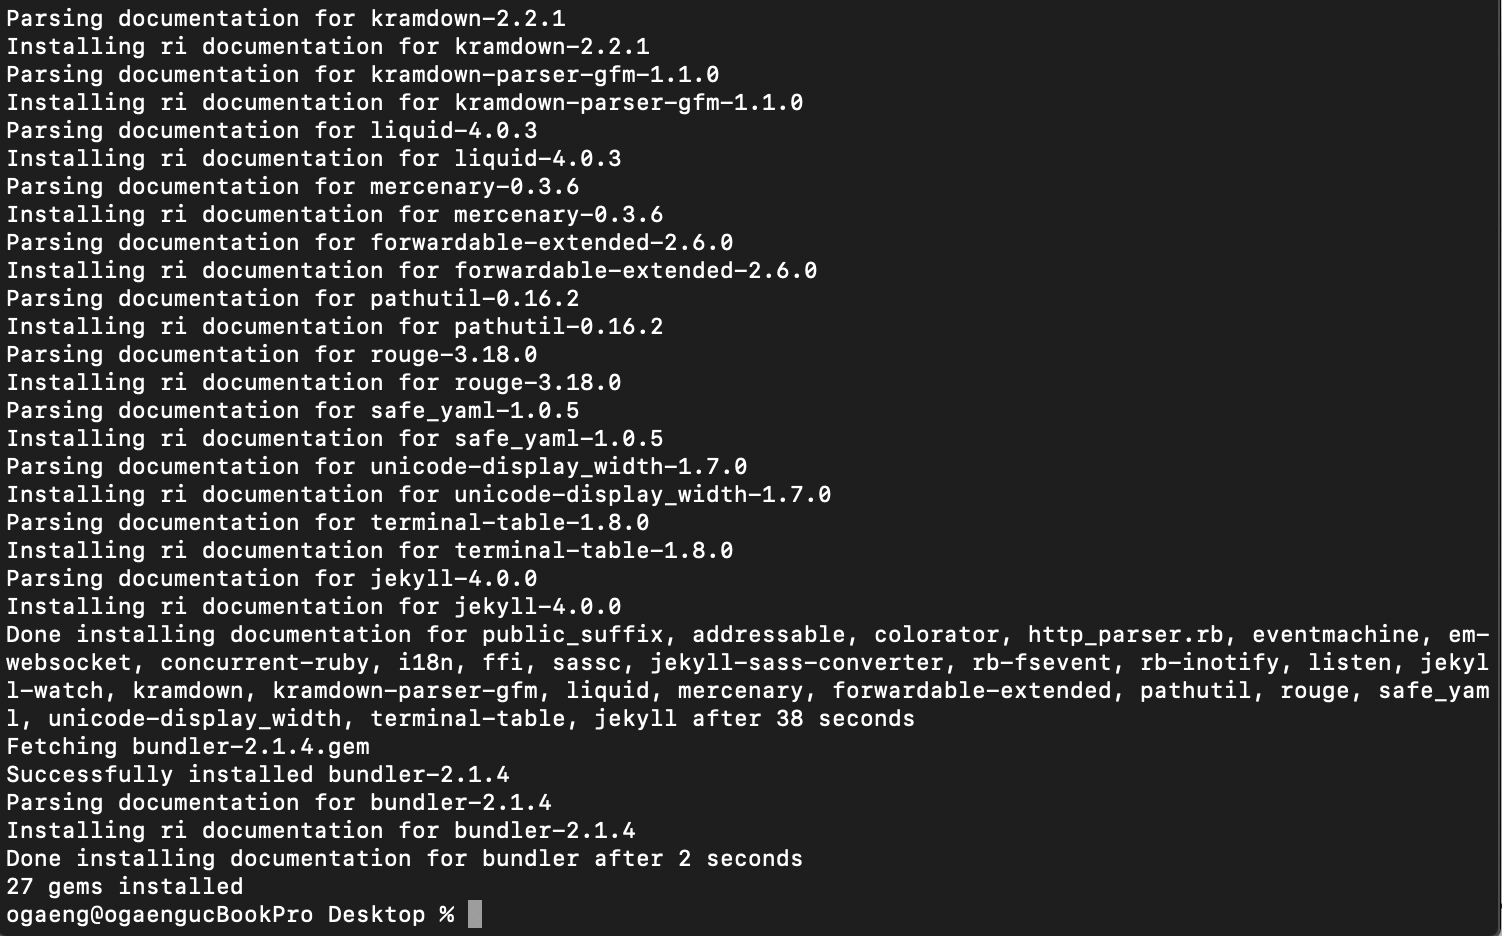 Parsing documentation for kramdown-2.2.1
Installing ri documentation for kramdown-2.2.1
Parsing documentation for kramdown-parser-gfm-1.1.0
Installing ri documentation for kramdown-parser-gfm-1.1.0
Parsing documentation for liquid-4.0.3
Installing ri documentation for liquid-4.0.3
Parsing documentation for mercenary-0.3.6
Installing ri documentation for mercenary-0.3.6
Parsing documentation for forwardable-extended-2.6.0
Installing ri documentation for forwardable-extended-2.6.0
Parsing documentation for pathutil-0.16.2
Installing ri documentation for pathutil-0.16.2
Parsing documentation for rouge-3.18.0
Installing ri documentation for rouge-3.18.0
Parsing documentation for safe_yaml-1.0.5
Installing ri documentation for safe_yaml-1.0.5
Parsing documentation for unicode-display_width-1.7.0
Installing ri documentation for unicode-display_width-1.7.0
Parsing documentation for terminal-table-1.8.0
Installing ri documentation for terminal-table-1.8.0
Parsing documentation for jekyll-4.0.0
Installing ri documentation for jekyll-4.0.0
Done installing documentation for public_suffix, addressable, colorator, http_parser.rb, eventmachine, em-
websocket, concurrent-ruby, i18n, ffi, sassc, jekyll-sass-converter, rb-fsevent, rb-inotify, listen, jekyl
l-watch, kramdown, kramdown-parser-gfm, liquid, mercenary, forwardable-extended, pathutil, rouge, safe_yam
l, unicode-display_width, terminal-table, jekyll after 38 seconds
Fetching bundler-2.1.4.gem
Successfully installed bundler-2.1.4
Parsing documentation for bundler-2.1.4
Installing ri documentation for bundler-2.1.4
Done installing documentation for bundler after 2 seconds
27 gems installed
ogaeng@ogaengucBookPro Desktop %